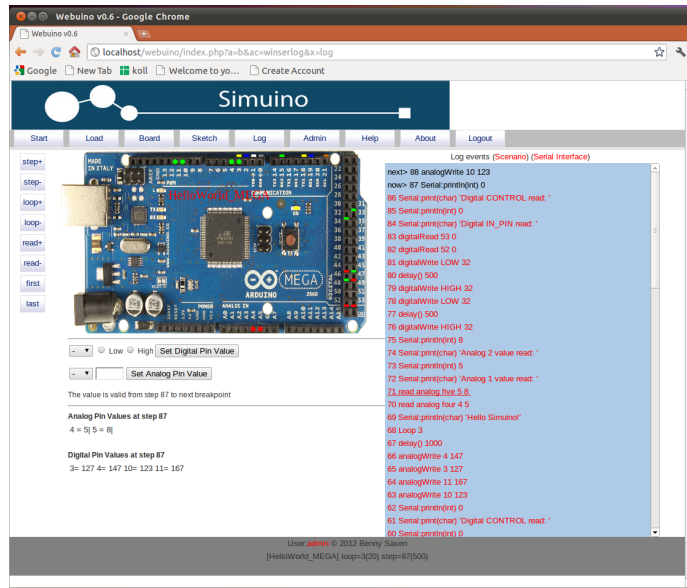 Webuino v0.6 - Google Chrome
Webuino v0.6
localhost/webuino/index.php?a=b&ac=winserlog&x=log
Google New Tab koll Welcome to yo... Create Account
Simuino
Start Load Board Sketch Log Admin Help About Logout
step+
step-
loop+
loop-
read+
read-
first
last
MADE
IN ITALY
HelloWorld_MEGA
MEGA
ARDUINO
POWER ANALOG IN
- Low High Set Digital Pin Value
- Set Analog Pin Value
The value is valid from step 87 to next breakpoint
Analog Pin Values at step 87
4 = 5| 5 = 8|
Digital Pin Values at step 87
3= 127 4= 147 10= 123 11= 167
Log events (Scenario) (Serial Interface)
next> 88 analogWrite 10 123
now> 87 Serial:println(int) 0
86 Serial:print(char) 'Digital CONTROL read: '
85 Serial:println(int) 0
84 Serial:print(char) 'Digital IN_PIN read: '
83 digitalRead 53 0
82 digitalRead 52 0
81 digitalWrite LOW 32
80 delay() 500
79 digitalWrite HIGH 32
78 digitalWrite LOW 32
77 delay() 500
76 digitalWrite HIGH 32
75 Serial:println(int) 8
74 Serial:print(char) 'Analog 2 value read: '
73 Serial:println(int) 5
72 Serial:print(char) 'Analog 1 value read: '
71 read analog five 5 8
70 read analog four 4 5
69 Serial:println(char) 'Hello Simuino!'
68 Loop 3
67 delay() 1000
66 analogWrite 4 147
65 analogWrite 3 127
64 analogWrite 11 167
63 analogWrite 10 123
62 Serial:println(int) 0
61 Serial:print(char) 'Digital CONTROL read: '
60 Serial:println(int) 0
User:admin © 2012 Benny Saxen
[HelloWorld_MEGA] loop=3(20) step=87(500)